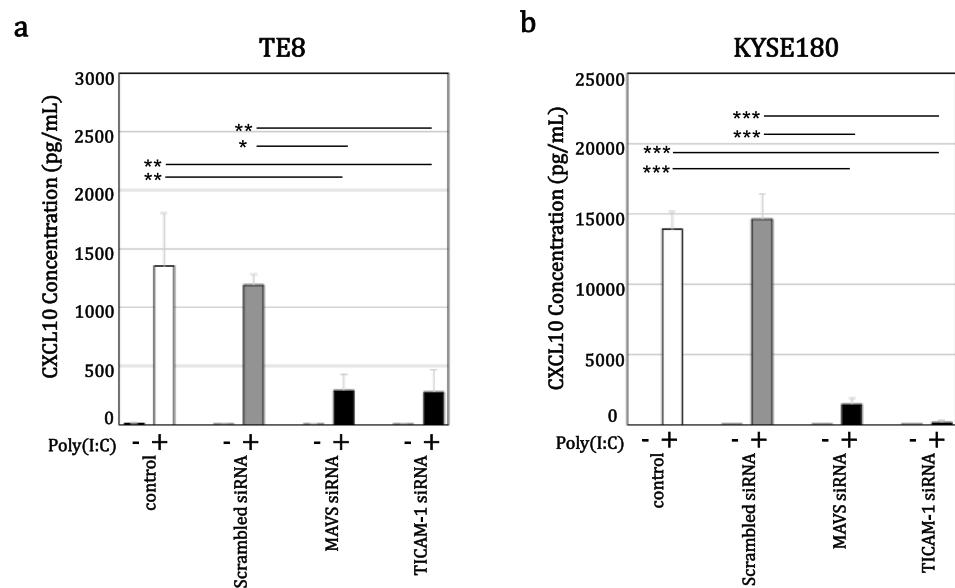 a
TE8
CXCL10 Concentration (pg/mL)
3000
2500
2000
1500
1000
500
0
**
*
**
**
Poly(I:C)
- + - + - + - +
control
Scrambled siRNA
MAVS siRNA
TICAM-1 siRNA
b
KYSE180
CXCL10 Concentration (pg/mL)
25000
20000
15000
10000
5000
0
***
***
***
***
- + - + - + - +
control
Scrambled siRNA
MAVS siRNA
TICAM-1 siRNA